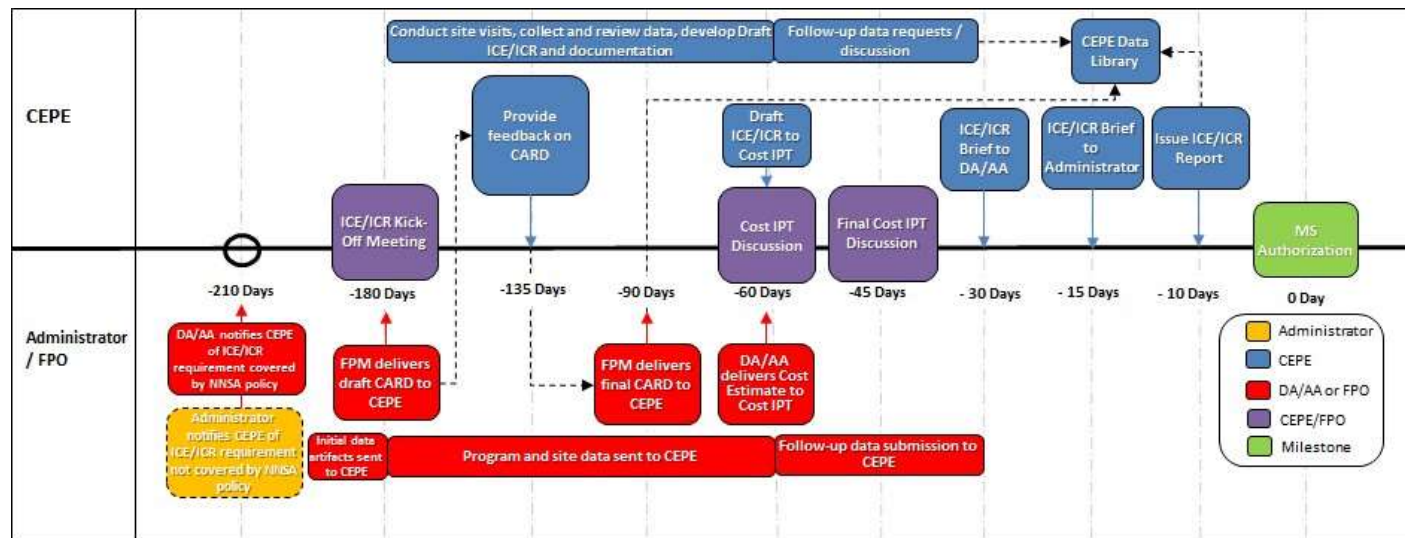 Conduct site visits, collect and review data, develop Draft
ICE/ICR and documentation
Follow-up data requests /
discussion
CEPE Data
Library
CEPE
Provide
feedback on
CARD
Draft
ICE/ICR to
Cost IPT
ICE/ICR
Brief to
DA/AA
ICE/ICR Brief
to
Administrator
Issue ICE/ICR
Report
ICE/ICR Kick-
Off Meeting
Cost IPT
Discussion
Final Cost IPT
Discussion
MS
Authorization
-210 Days
-180 Days
-135 Days
-90 Days
-60 Days
-45 Days
- 30 Days
- 15 Days
- 10 Days
0 Day
Administrator
/ FPO
DA/AA notifies CEPE
of ICE/ICR
requirement covered
by NNSA policy
FPM delivers
draft CARD to
CEPE
FPM delivers
final CARD to
CEPE
DA/AA
delivers Cost
Estimate to
Cost IPT
Administrator
notifies CEPE of
ICE/ICR requirement
not covered by NNSA
policy
Initial data
artifacts sent
to CEPE
Program and site data sent to CEPE
Follow-up data submission to
CEPE
Administrator
CEPE
DA/AA or FPO
CEPE/FPO
Milestone